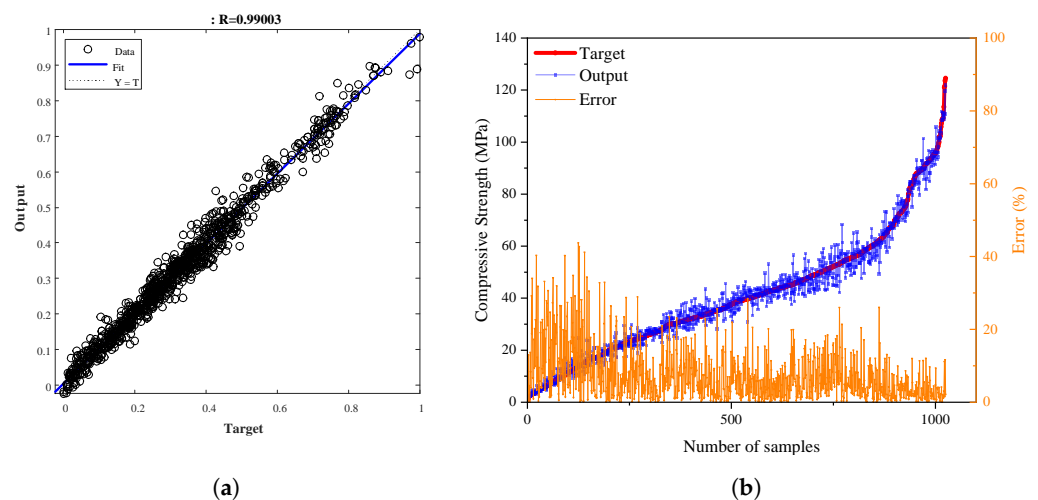 : R=0.99003
1
0.9
0.8
0.7
0.6
0.5
0.4
0.3
0.2
0.1
0
Output
Data
Fit
Y = T
0
0.2
0.4
0.6
0.8
1
Target
(a)
140
120
100
80
60
40
20
0
Compressive Strength (MPa)
Target
Output
Error
100
80
60
40
20
0
Error (%)
0
500
1000
Number of samples
(b)